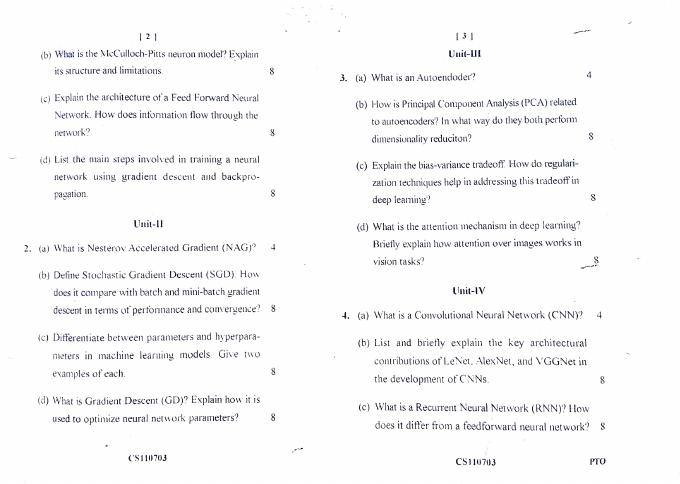 [ 2 ]
(b) What is the McCulloch-Pitts neuron model? Explain
its structure and limitations. 8
(c) Explain the architecture of a Feed Forward Neural
Network. How does information flow through the
network? 8
(d) List the main steps involved in training a neural
network using gradient descent and backpro-
pagation. 8
Unit-II
2. (a) What is Nesterov Accelerated Gradient (NAG)? 4
(b) Define Stochastic Gradient Descent (SGD). How
does it compare with batch and mini-batch gradient
descent in terms of performance and convergence? 8
(c) Differentiate between parameters and hyperpara-
meters in machine learning models. Give two
examples of each. 8
(d) What is Gradient Descent (GD)? Explain how it is
used to optimize neural network parameters? 8
CS110703
[ 3 ]
Unit-III
3. (a) What is an Autoendoder? 4
(b) How is Principal Component Analysis (PCA) related
to autoencoders? In what way do they both perform
dimensionality reduciton? 8
(c) Explain the bias-variance tradeoff. How do regulari-
zation techniques help in addressing this tradeoff in
deep learning? 8
(d) What is the attention mechanism in deep learning?
Briefly explain how attention over images works in
vision tasks? 8
Unit-IV
4. (a) What is a Convolutional Neural Network (CNN)? 4
(b) List and briefly explain the key architectural
contributions of LeNet, AlexNet, and VGGNet in
the development of CNNs. 8
(c) What is a Recurrent Neural Network (RNN)? How
does it differ from a feedforward neural network? 8
CS110703 PTO